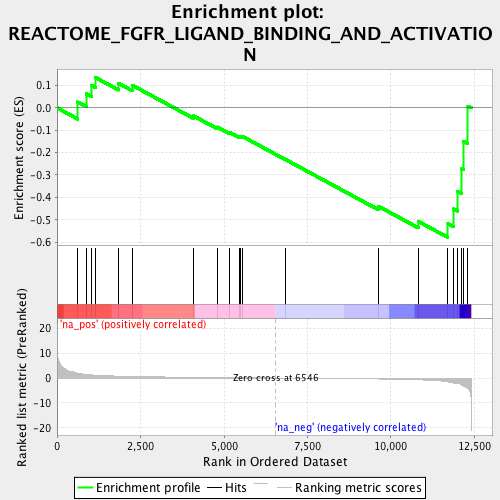 Enrichment plot:
REACTOME_FGFR_LIGAND_BINDING_AND_ACTIVATIO
N
Enrichment score (ES)
0.1
0.0
-0.1
-0.2
-0.3
-0.4
-0.5
-0.6
'na_pos' (positively correlated)
Ranked list metric (PreRanked)
20
10
0
-10
-20
Zero cross at 6546
'na_neg' (negatively correlated)
0
2,500
5,000
7,500
10,000
12,500
Rank in Ordered Dataset
Enrichment profile
Hits
Ranking metric scores